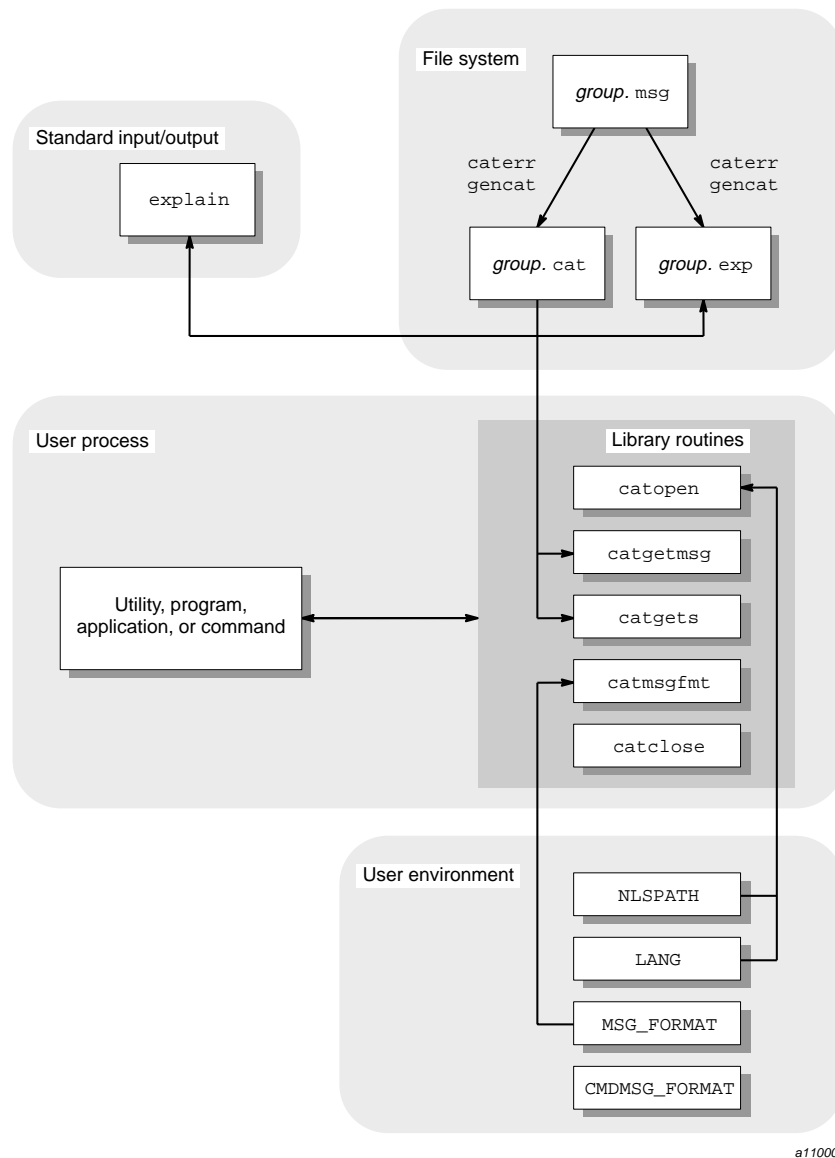 File system
group. msg
Standard input/output
caterr
gencat
caterr
gencat
explain
group. cat
group. exp
User process
Library routines
catopen
catgetmsg
Utility, program,
application, or command
catgets
catmsgfmt
catclose
User environment
NLSPATH
LANG
MSG_FORMAT
CMDMSG_FORMAT
a11000